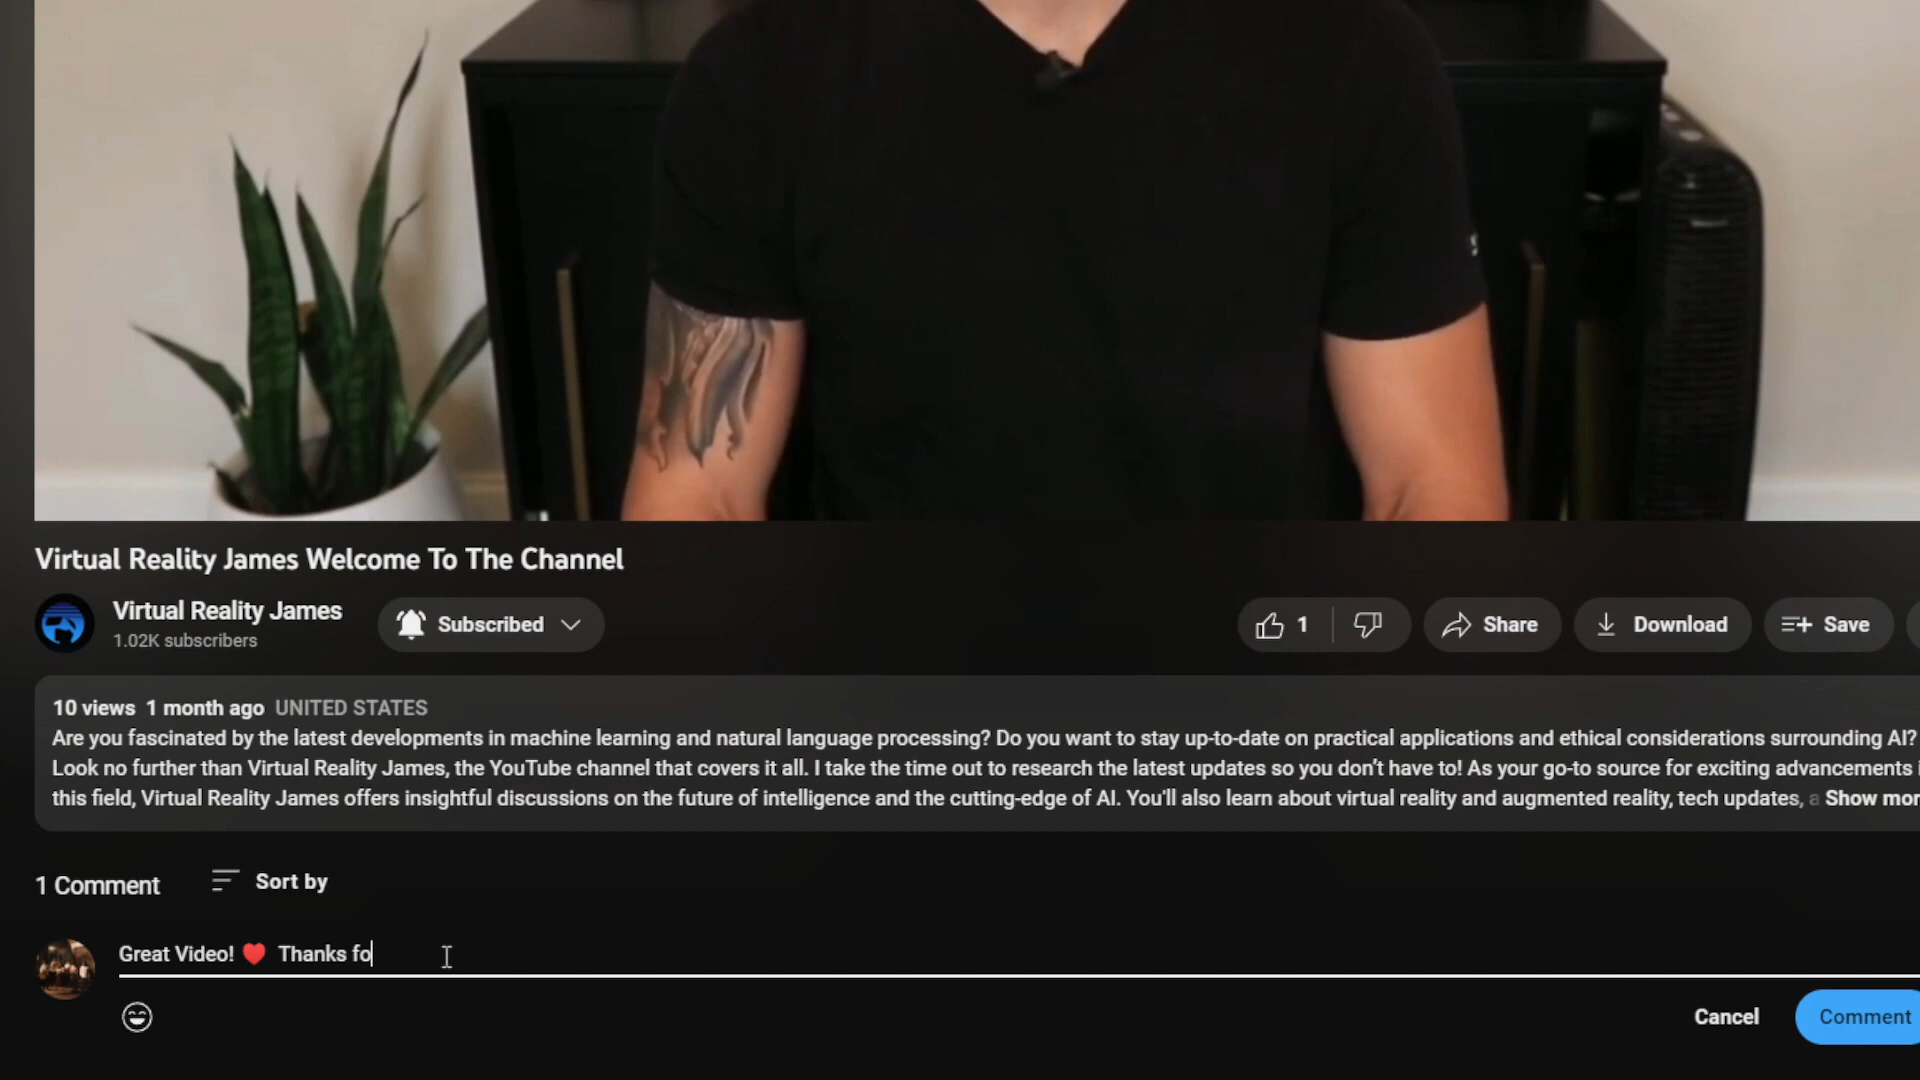 Virtual Reality James Welcome To The Channel
Virtual Reality James
1.02K subscribers
Subscribed
1
Share
Download
Save
10 views 1 month ago UNITED STATES
Are you fascinated by the latest developments in machine learning and natural language processing? Do you want to stay up-to-date on practical applications and ethical considerations surrounding AI?
Look no further than Virtual Reality James, the YouTube channel that covers it all. I take the time out to research the latest updates so you don't have to! As your go-to source for exciting advancements
this field, Virtual Reality James offers insightful discussions on the future of intelligence and the cutting-edge of AI. You'll also learn about virtual reality and augmented reality, tech updates, a Show mor
1 Comment
Sort by
Great Video! ♥️ Thanks fo
Cancel
Comment